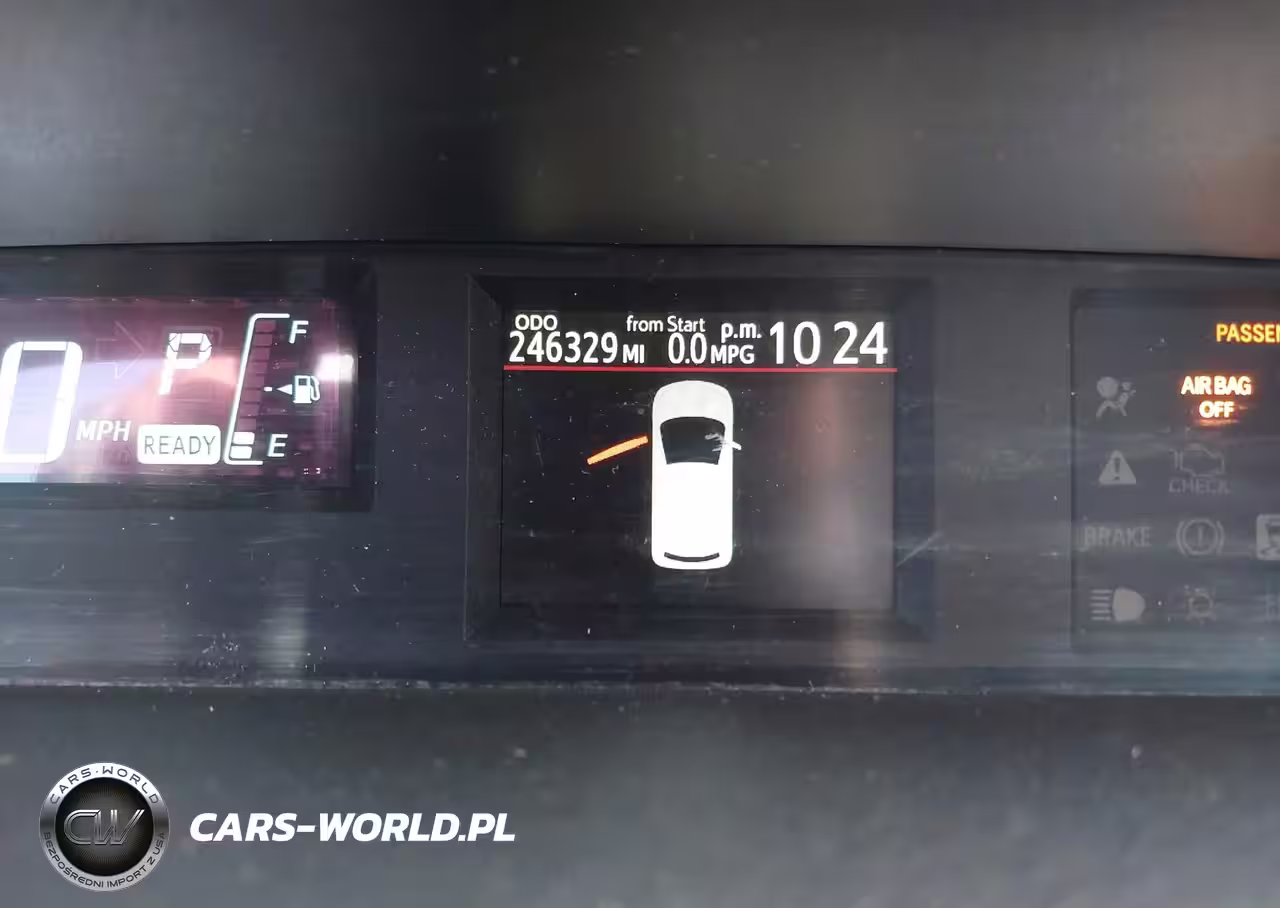 0 MPH
P
READY
F
E
ODO
246329 MI
from Start
0.0 MPG
p.m. 10 24
AIR BAG
OFF
CHECK
BRAKE
CARS-WORLD
CW
BEZPOŚREDNI IMPORT Z USA
CARS-WORLD.PL